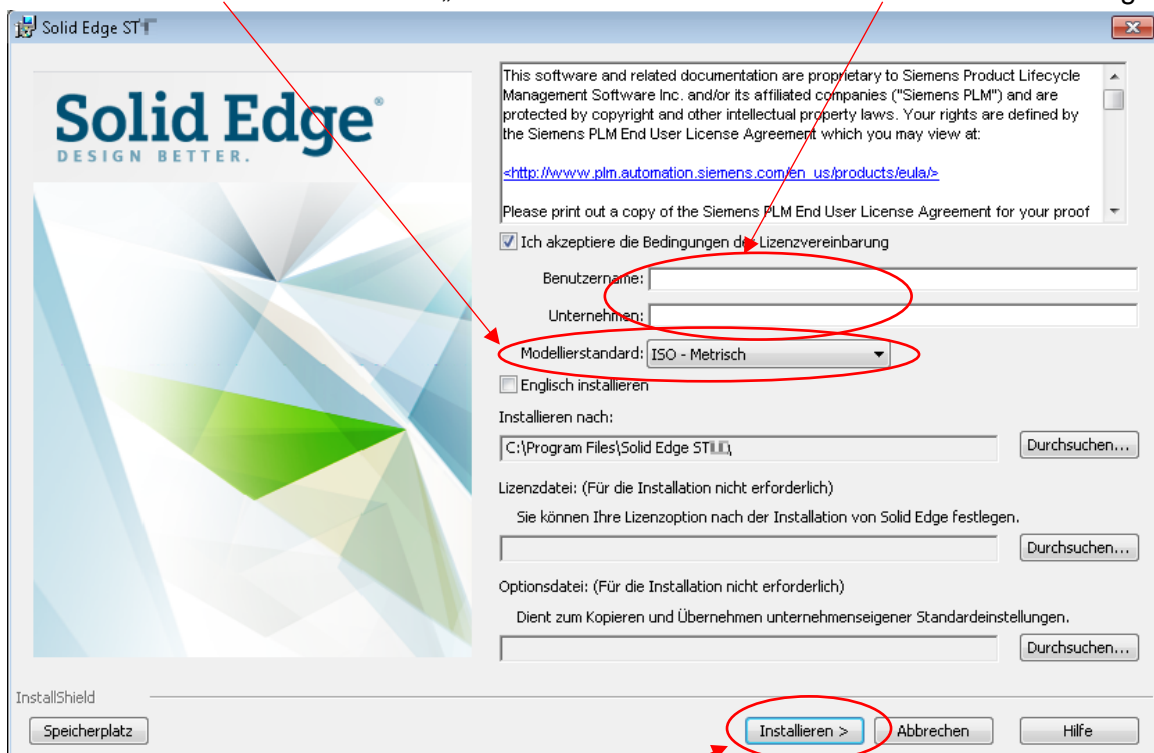 Solid Edge ST
Solid Edge®
DESIGN BETTER.
This software and related documentation are proprietary to Siemens Product Lifecycle
Management Software Inc. and/or its affiliated companies ("Siemens PLM") and are
protected by copyright and other intellectual property laws. Your rights are defined by
the Siemens PLM End User License Agreement which you may view at:
<http://www.plm.automation.siemens.com/en_us/products/eula/>
Please print out a copy of the Siemens PLM End User License Agreement for your proof
Ich akzeptiere die Bedingungen der Lizenzvereinbarung
Benutzername:
Unternehmen:
Modellierstandard: ISO - Metrisch
Englisch installieren
Installieren nach:
C:\Program Files\Solid Edge ST
Durchsuchen...
Lizenzdatei: (Für die Installation nicht erforderlich)
Sie können Ihre Lizenzoption nach der Installation von Solid Edge festlegen.
Durchsuchen...
Optionsdatei: (Für die Installation nicht erforderlich)
Dient zum Kopieren und Übernehmen unternehmenseigener Standardeinstellungen.
Durchsuchen...
InstallShield
Speicherplatz
Installieren >
Abbrechen
Hilfe